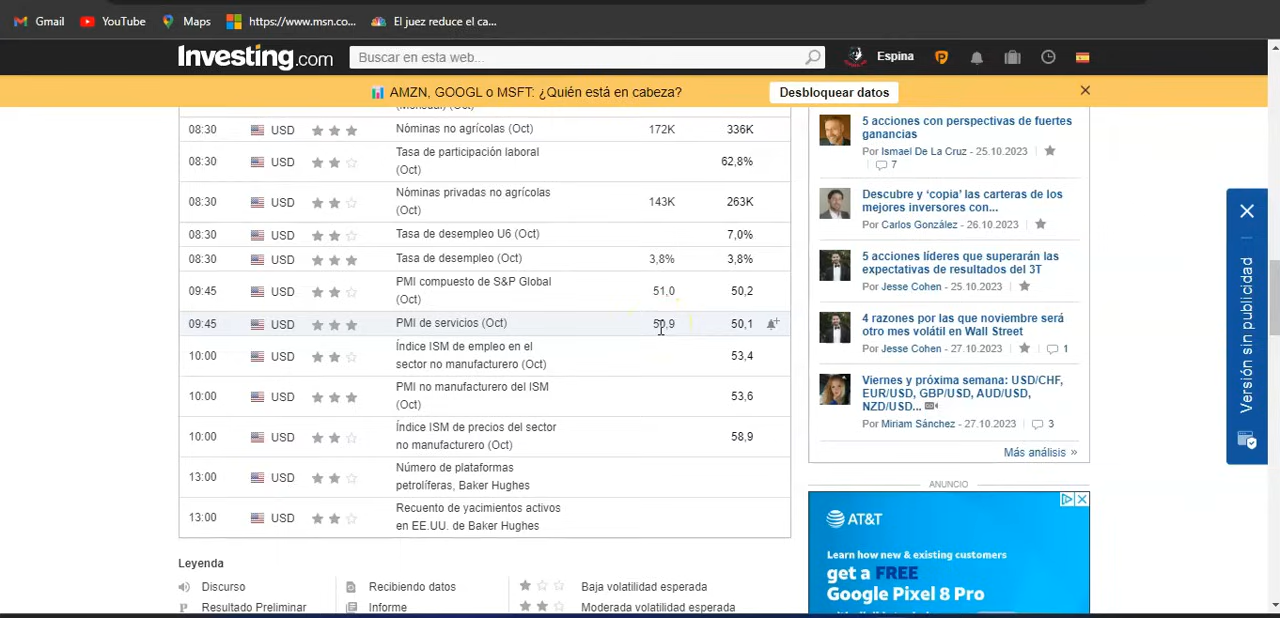 Gmail YouTube Maps https://www.msn.co... El juez reduce el ca...
Investing.com Buscar en esta web... Espina
AMZN, GOOGL o MSFT: ¿Quién está en cabeza? Desbloquear datos
08:30 USD Nóminas no agrícolas (Oct) 172K 336K
08:30 USD Tasa de participación laboral
(Oct) 62,8%
08:30 USD Nóminas privadas no agrícolas
(Oct) 143K 263K
08:30 USD Tasa de desempleo U6 (Oct) 7,0%
08:30 USD Tasa de desempleo (Oct) 3,8% 3,8%
09:45 USD PMI compuesto de S&P Global
(Oct) 51,0 50,2
09:45 USD PMI de servicios (Oct) 50,9 50,1
10:00 USD Índice ISM de empleo en el
sector no manufacturero (Oct) 53,4
10:00 USD PMI no manufacturero del ISM
(Oct) 53,6
10:00 USD Índice ISM de precios del sector
no manufacturero (Oct) 58,9
13:00 USD Número de plataformas
petrolíferas, Baker Hughes
13:00 USD Recuento de yacimientos activos
en EE.UU. de Baker Hughes
Leyenda
Discurso Recibiendo datos Baja volatilidad esperada
P Resultado Preliminar Informe Moderada volatilidad esperada
5 acciones con perspectivas de fuertes
ganancias
Por Ismael De La Cruz - 25.10.2023
7
Descubre y ‘copia’ las carteras de los
mejores inversores con...
Por Carlos González - 26.10.2023
5 acciones líderes que superarán las
expectativas de resultados del 3T
Por Jesse Cohen - 25.10.2023
4 razones por las que noviembre será
otro mes volátil en Wall Street
Por Jesse Cohen - 27.10.2023 1
Viernes y próxima semana: USD/CHF,
EUR/USD, GBP/USD, AUD/USD,
NZD/USD...
Por Miriam Sánchez - 27.10.2023 3
Más análisis »
ANUNCIO
AT&T
Learn how new & existing customers
get a FREE
Google Pixel 8 Pro
Versión sin publicidad